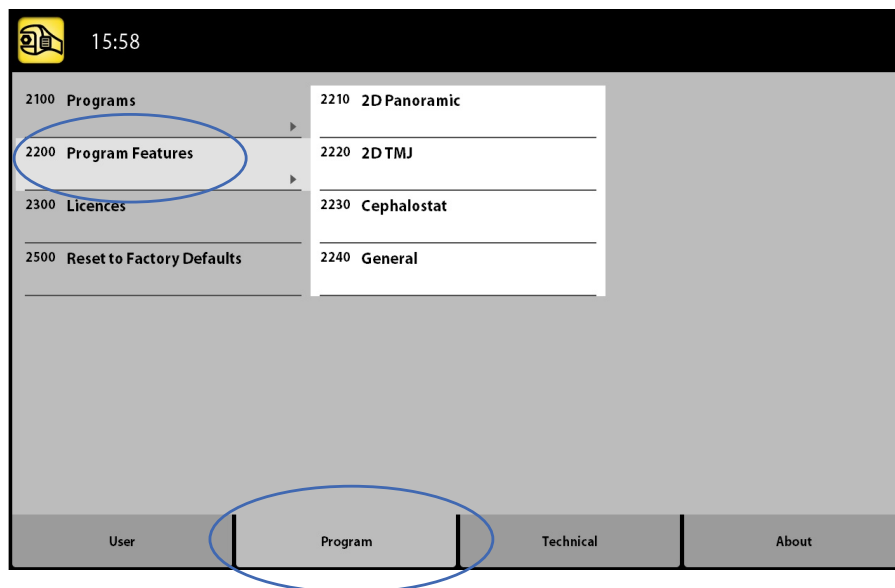 15:58
2100 Programs
2200 Program Features
2300 Licences
2500 Reset to Factory Defaults
2210 2D Panoramic
2220 2D TMJ
2230 Cephalostat
2240 General
User Program Technical About